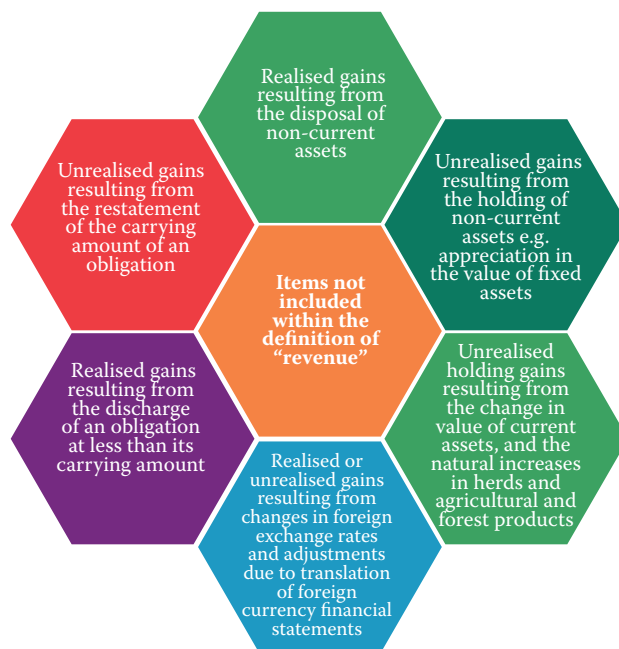 Realised gains
resulting from
the disposal of
non-current
assets
Unrealised gains
resulting from
the restatement
of the carrying
amount of an
obligation
Unrealised gains
resulting from
the holding of
non-current
assets e.g.
appreciation in
the value of fixed
assets
Items not
included
within the
definition of
“revenue”
Realised gains
resulting from
the discharge
of an obligation
at less than its
carrying amount
Unrealised
holding gains
resulting from
the change in
value of current
assets, and the
natural increases
in herds and
agricultural and
forest products
Realised or
unrealised gains
resulting from
changes in foreign
exchange rates
and adjustments
due to translation
of foreign
currency financial
statements